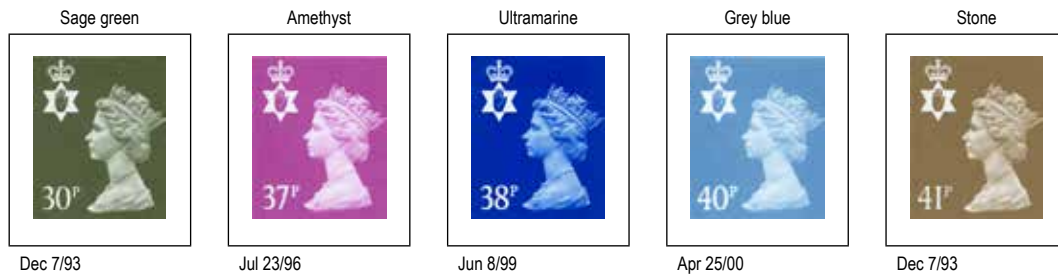 Sage green
Amethyst
Ultramarine
Grey blue
Stone
30P
37P
38P
40P
41P
Dec 7/93
Jul 23/96
Jun 8/99
Apr 25/00
Dec 7/93